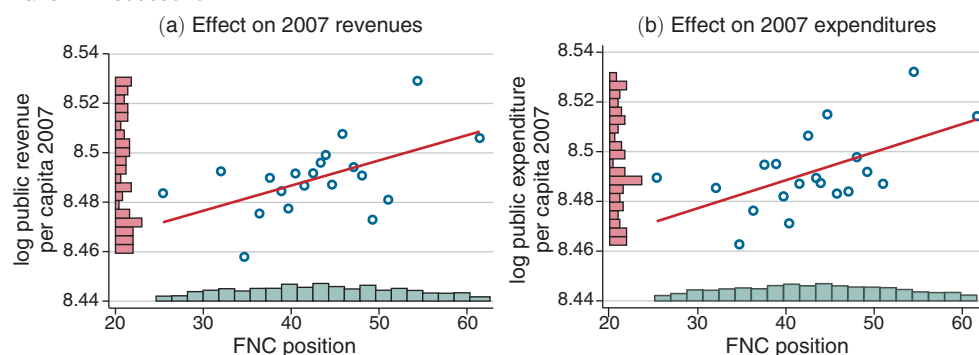 (a) Effect on 2007 revenues
8.54
8.52
8.5
8.48
8.46
8.44
log public revenue
per capita 2007
20
30
40
50
60
FNC position
(b) Effect on 2007 expenditures
8.54
8.52
8.5
8.48
8.46
8.44
log public expenditure
per capita 2007
20
30
40
50
60
FNC position